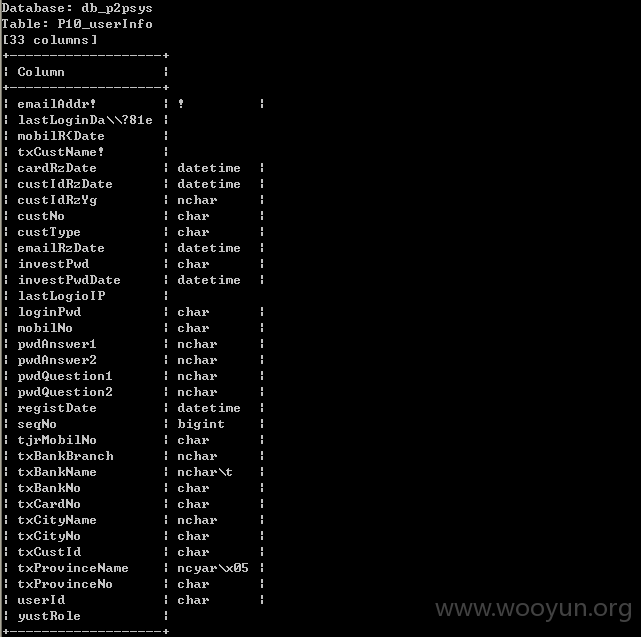 Database: db_p2psys
Table: P10_userInfo
[33 columns]
+-------------------+
¦ Column            ¦
+-------------------+
¦ emailAddr!        ¦ !         ¦
¦ lastLoginDa\\?81e ¦
¦ mobilR(Date       ¦
¦ txCustName!       ¦
¦ cardRzDate        ¦ datetime  ¦
¦ custIdRzDate      ¦ datetime  ¦
¦ custIdRzYg        ¦ nchar     ¦
¦ custNo            ¦ char      ¦
¦ custType          ¦ char      ¦
¦ emailRzDate       ¦ datetime  ¦
¦ investPwd         ¦ char      ¦
¦ investPwdDate     ¦ datetime  ¦
¦ lastLogioIP       ¦
¦ loginPwd          ¦ char      ¦
¦ mobilNo           ¦ char      ¦
¦ pwdAnswer1        ¦ nchar     ¦
¦ pwdAnswer2        ¦ nchar     ¦
¦ pwdQuestion1      ¦ nchar     ¦
¦ pwdQuestion2      ¦ nchar     ¦
¦ registDate        ¦ datetime  ¦
¦ seqNo             ¦ bigint    ¦
¦ tjrMobilNo        ¦ char      ¦
¦ txBankBranch      ¦ nchar     ¦
¦ txBankName        ¦ nchar\t   ¦
¦ txBankNo          ¦ char      ¦
¦ txCardNo          ¦ char      ¦
¦ txCityName        ¦ nchar     ¦
¦ txCityNo          ¦ char      ¦
¦ txCustId          ¦ char      ¦
¦ txProvinceName    ¦ ncyar\x05 ¦
¦ txProvinceNo      ¦ char      ¦
¦ userId            ¦ char      ¦
¦ yustRole          ¦
+-------------------+
www.wooyun.org